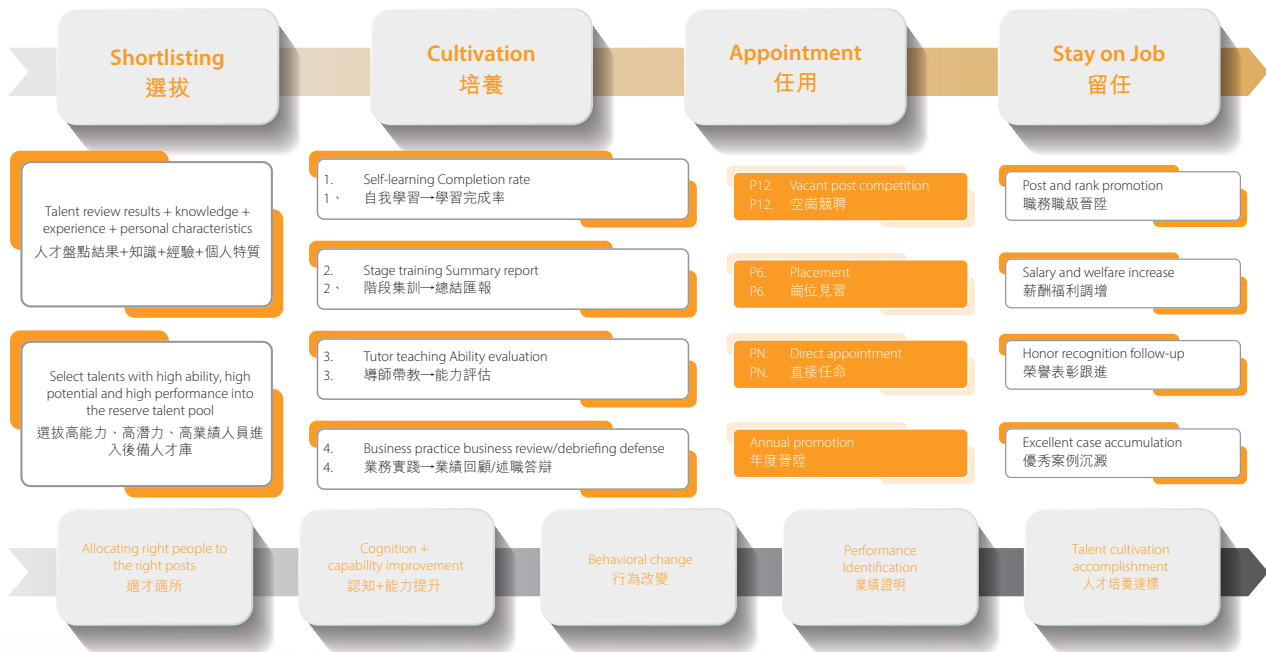 Shortlisting
選拔
Cultivation
培養
Appointment
任用
Stay on Job
留任
Talent review results + knowledge +
experience + personal characteristics
人才盤點結果+知識+經驗+個人特質
Select talents with high ability, high
potential and high performance into
the reserve talent pool
選拔高能力、高潛力、高業績人員進
入後備人才庫
1. Self-learning Completion rate
1、 自我學習→學習完成率
2. Stage training Summary report
2、 階段集訓→總結匯報
3. Tutor teaching Ability evaluation
3. 導師帶教→能力評估
4. Business practice business review/debriefing defense
4. 業務實踐→業績回顧/述職答辯
P12. Vacant post competition
P12. 空崗競聘
P6. Placement
P6. 崗位見習
PN. Direct appointment
PN. 直接任命
Annual promotion
年度晉陞
Post and rank promotion
職務職級晉陞
Salary and welfare increase
薪酬福利調增
Honor recognition follow-up
榮譽表彰跟進
Excellent case accumulation
優秀案例沉澱
Allocating right people to
the right posts
適才適所
Cognition +
capability improvement
認知+能力提升
Behavioral change
行為改變
Performance
Identification
業績證明
Talent cultivation
accomplishment
人才培養達標